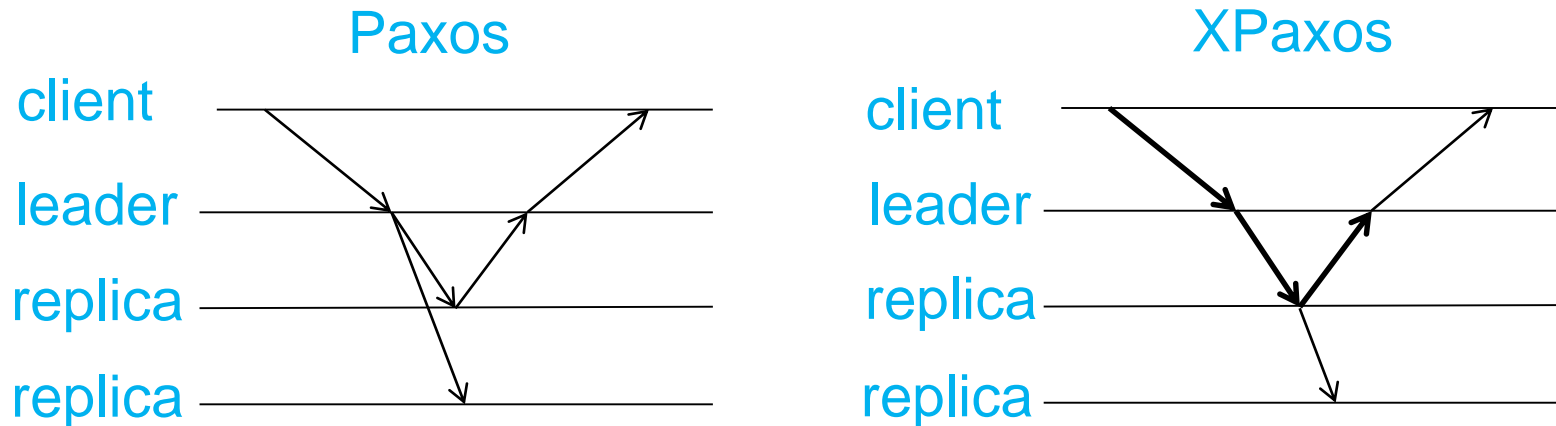 Paxos
client
leader
replica
replica
XPaxos
client
leader
replica
replica